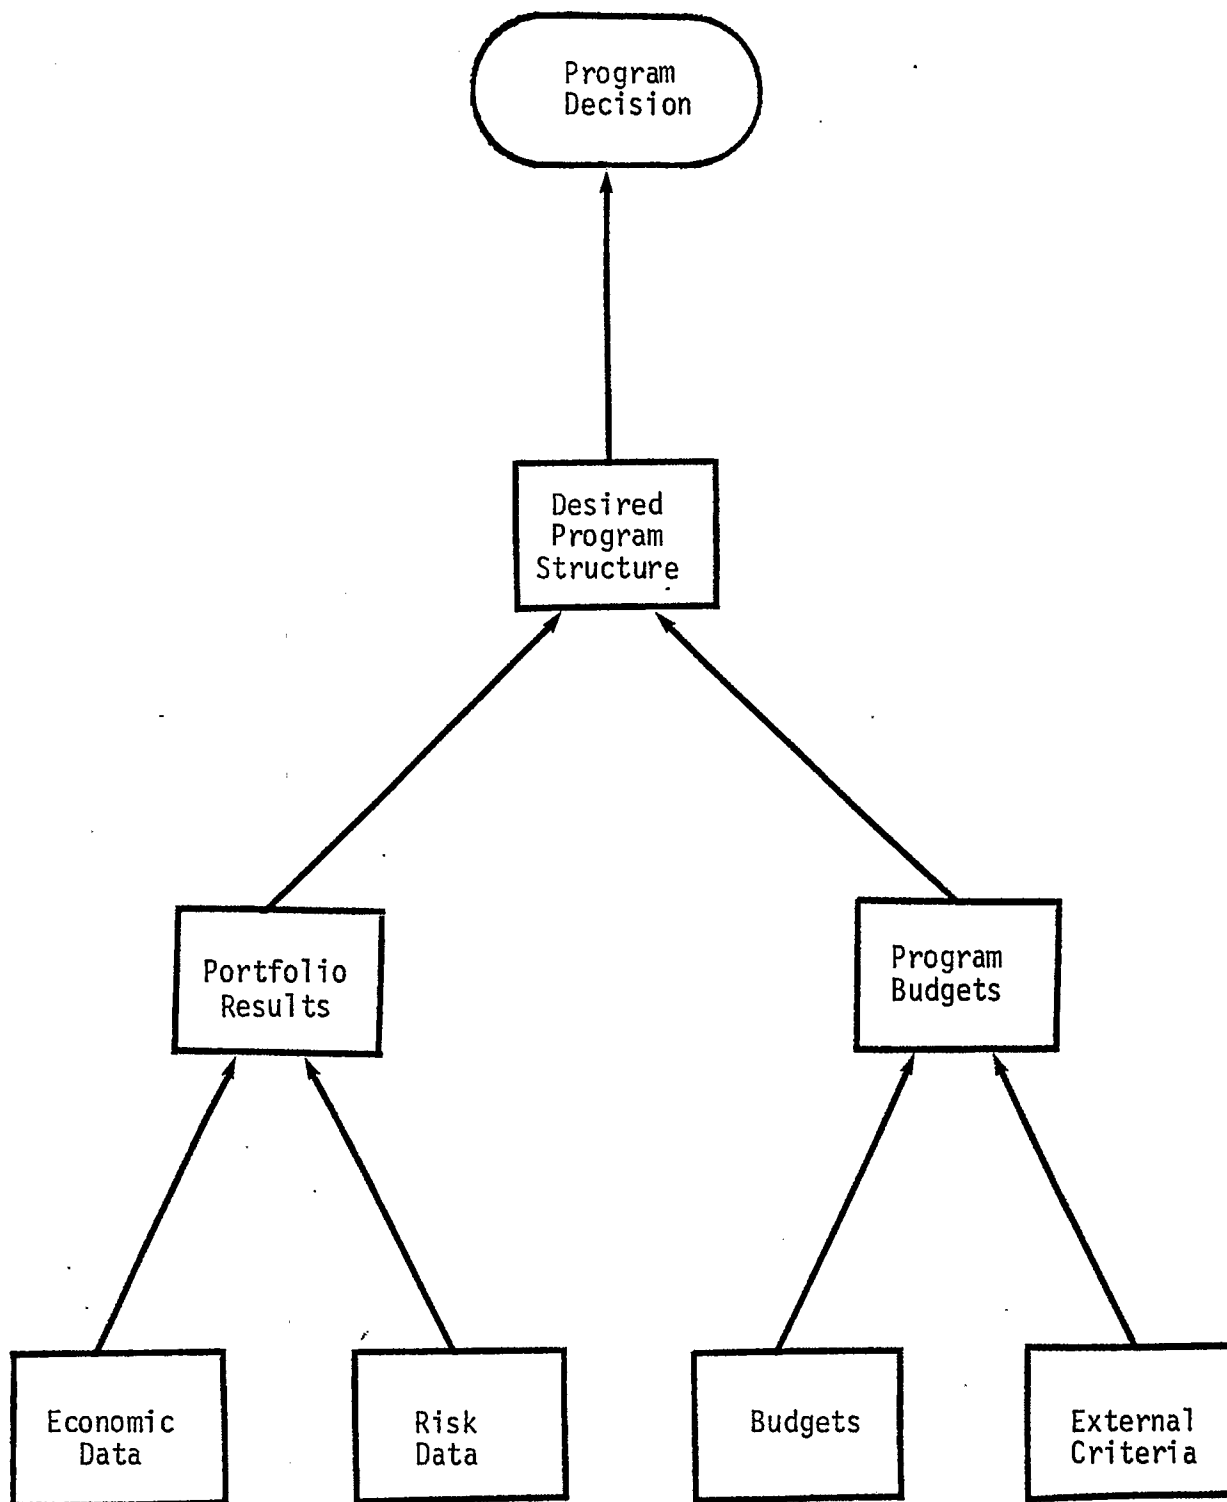 Program
Decision
Desired
Program
Structure
Portfolio
Results
Program
Budgets
Economic
Data
Risk
Data
Budgets
External
Criteria